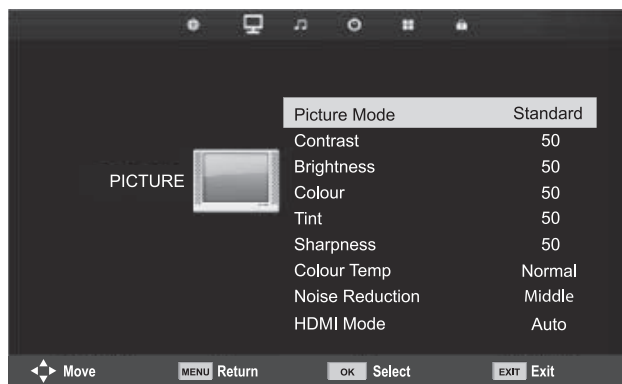 Picture Mode Standard
Contrast 50
Brightness 50
PICTURE
Colour 50
Tint 50
Sharpness 50
Colour Temp Normal
Noise Reduction Middle
HDMI Mode Auto
Move MENU Return OK Select EXIT Exit